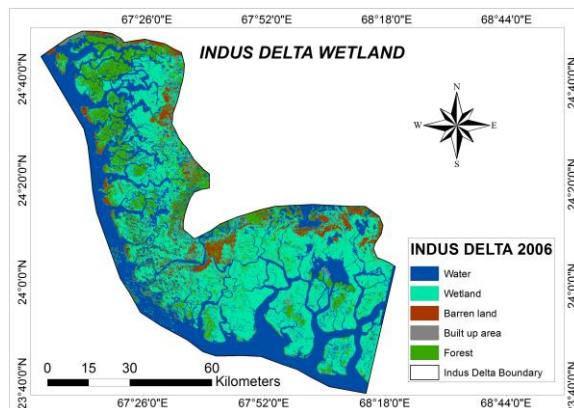 67°26'0"E 67°52'0"E 68°18'0"E 68°44'0"E
INDUS DELTA WETLAND
24°40'0"N
24°40'0"N
N
W E
S
24°20'0"N
24°20'0"N
INDUS DELTA 2006
Water
24°0'0"N
24°0'0"N
Wetland
Barren land
Built up area
Forest
Indus Delta Boundary
0 15 30 60
Kilometers
23°40'0"N
23°40'0"N
67°26'0"E 67°52'0"E 68°18'0"E 68°44'0"E